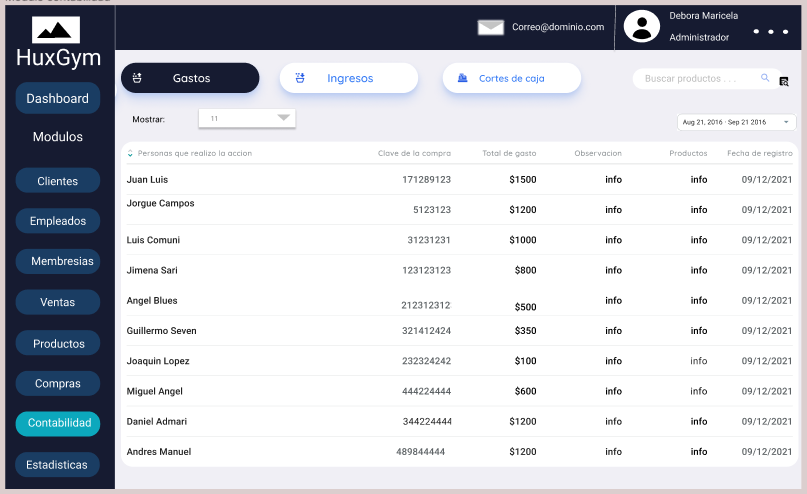 Modulo Contabilidad
HuxGym
Correo@dominio.com
Debora Maricela
Administrador
Dashboard
Modulos
Clientes
Empleados
Membresias
Ventas
Productos
Compras
Contabilidad
Estadisticas
Gastos
Ingresos
Cortes de caja
Buscar productos . . .
Mostrar:
11
Aug 21, 2016 - Sep 21 2016
Personas que realizo la accion Clave de la compra Total de gasto Observacion Productos Fecha de registro
Juan Luis 171289123 $1500 info info 09/12/2021
Jorgue Campos 5123123 $1200 info info 09/12/2021
Luis Comuni 31231231 $1000 info info 09/12/2021
Jimena Sari 123123123 $800 info info 09/12/2021
Angel Blues 212312312 $500 info info 09/12/2021
Guillermo Seven 321412424 $350 info info 09/12/2021
Joaquin Lopez 232324242 $100 info info 09/12/2021
Miguel Angel 444224444 $600 info info 09/12/2021
Daniel Admari 344224444 $1200 info info 09/12/2021
Andres Manuel 489844444 $1200 info info 09/12/2021